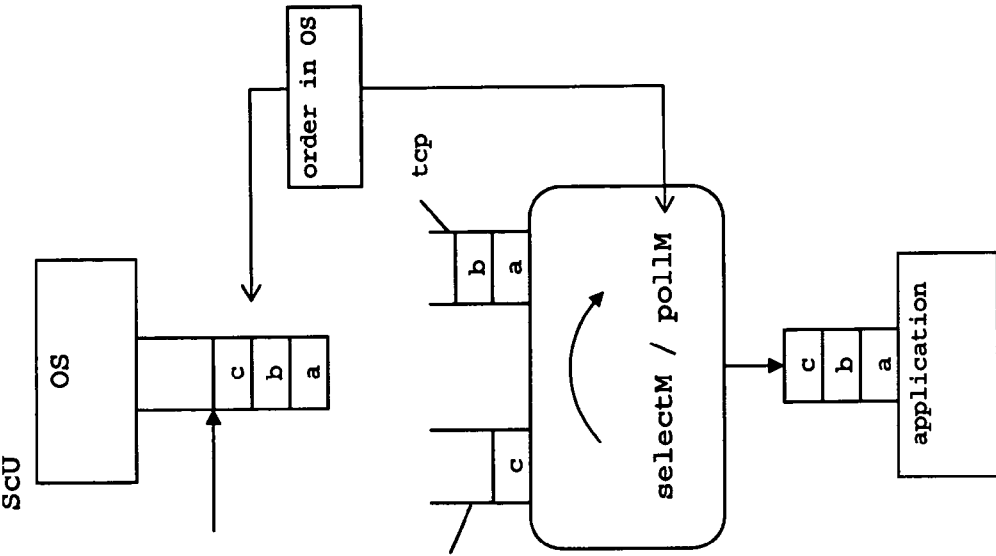 ScU
OS
c
b
a
order in OS
tcp
b
a
c
selectM / pollM
c
b
a
application